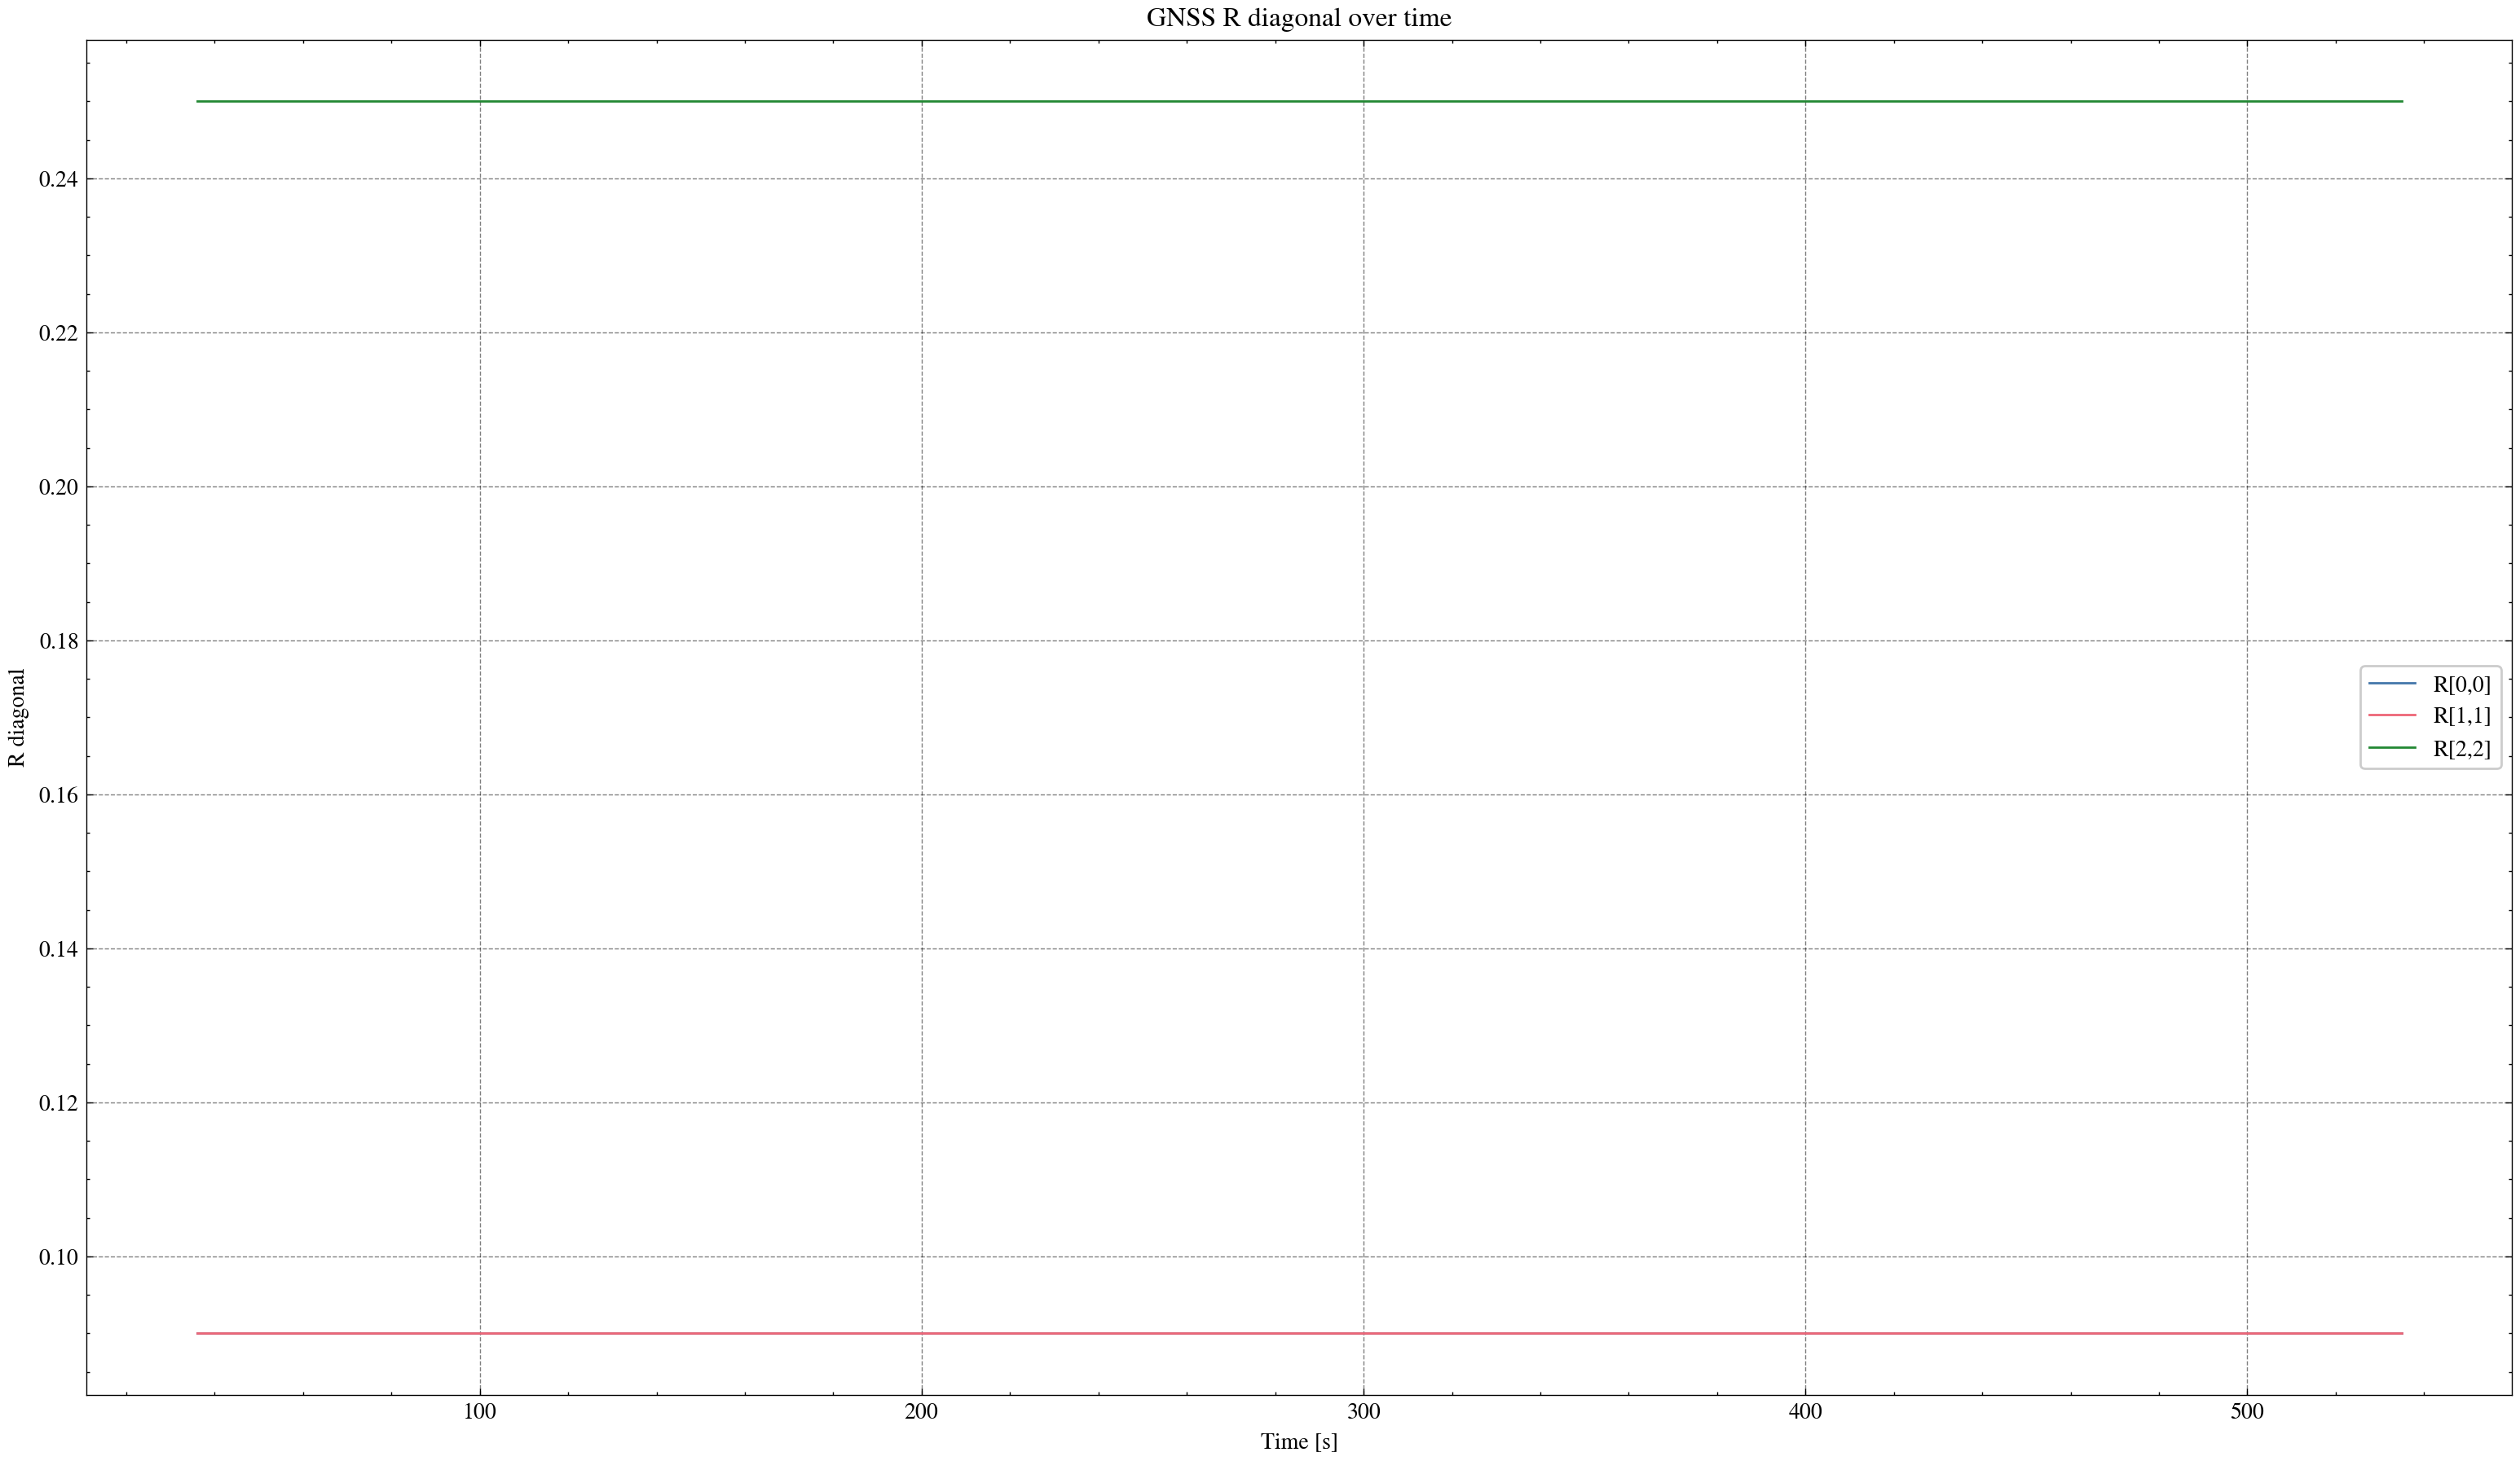 GNSS R diagonal over time
R diagonal
0.24
0.22
0.20
0.18
0.16
0.14
0.12
0.10
R[0,0]
R[1,1]
R[2,2]
100 200 300 400 500
Time [s]